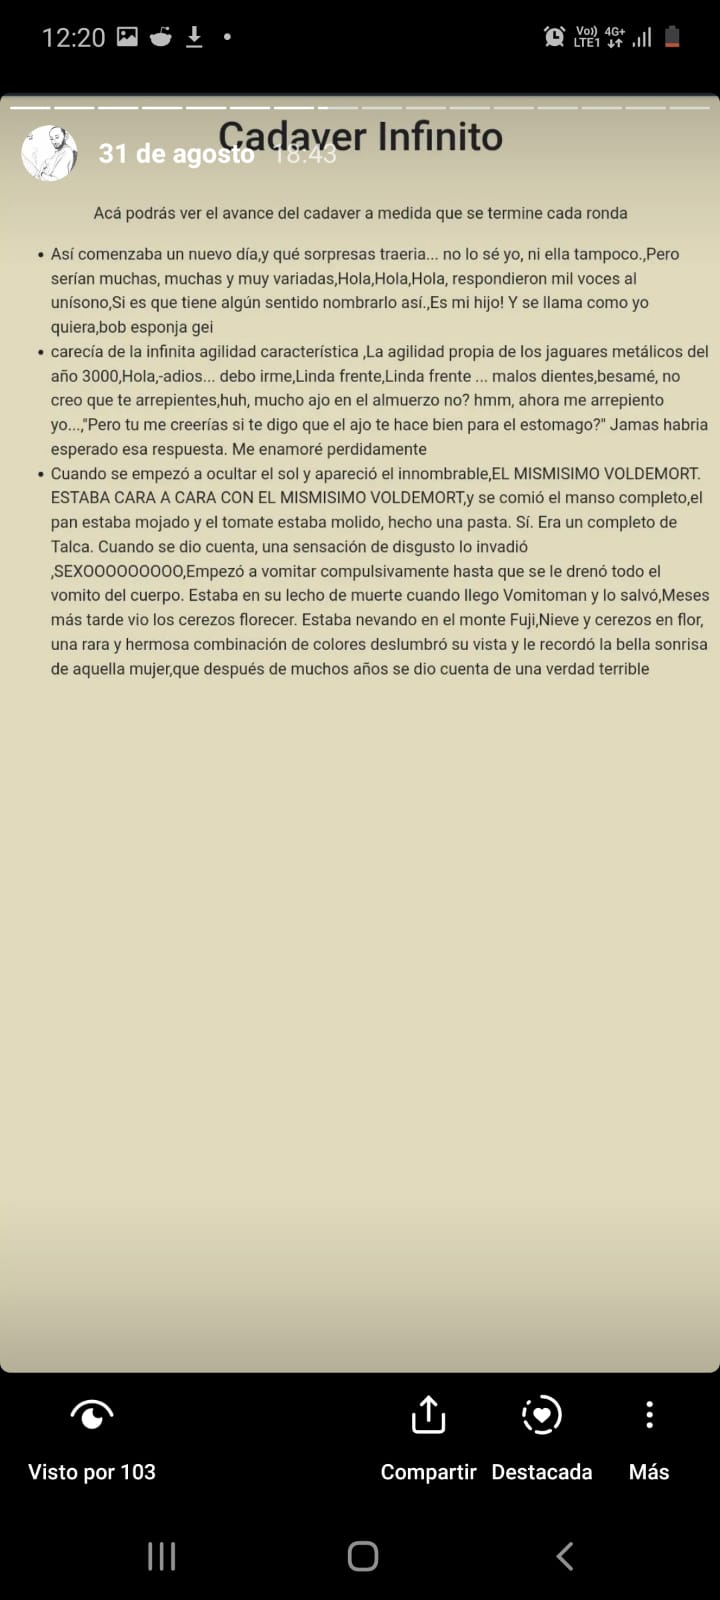 12:20
Vo)) LTE1 4G+
Cadaver Infinito
31 de agosto 18:43
Acá podrás ver el avance del cadaver a medida que se termine cada ronda
• Así comenzaba un nuevo día,y qué sorpresas traeria... no lo sé yo, ni ella tampoco.,Pero
serían muchas, muchas y muy variadas,Hola,Hola,Hola, respondieron mil voces al
unísono,Si es que tiene algún sentido nombrarlo así.,Es mi hijo! Y se llama como yo
quiera,bob esponja gei
• carecía de la infinita agilidad característica ,La agilidad propia de los jaguares metálicos del
año 3000,Hola,-adios... debo irme,Linda frente,Linda frente ... malos dientes,besamé, no
creo que te arrepientes,huh, mucho ajo en el almuerzo no? hmm, ahora me arrepiento
yo...,"Pero tu me creerías si te digo que el ajo te hace bien para el estomago?" Jamas habria
esperado esa respuesta. Me enamoré perdidamente
• Cuando se empezó a ocultar el sol y apareció el innombrable,EL MISMISIMO VOLDEMORT.
ESTABA CARA A CARA CON EL MISMISIMO VOLDEMORT,y se comió el manso completo,el
pan estaba mojado y el tomate estaba molido, hecho una pasta. Sí. Era un completo de
Talca. Cuando se dio cuenta, una sensación de disgusto lo invadió
,SEXOOOOOOOOO,Empezó a vomitar compulsivamente hasta que se le drenó todo el
vomito del cuerpo. Estaba en su lecho de muerte cuando llego Vomitoman y lo salvó,Meses
más tarde vio los cerezos florecer. Estaba nevando en el monte Fuji,Nieve y cerezos en flor,
una rara y hermosa combinación de colores deslumbró su vista y le recordó la bella sonrisa
de aquella mujer,que después de muchos años se dio cuenta de una verdad terrible
Visto por 103
Compartir
Destacada
Más